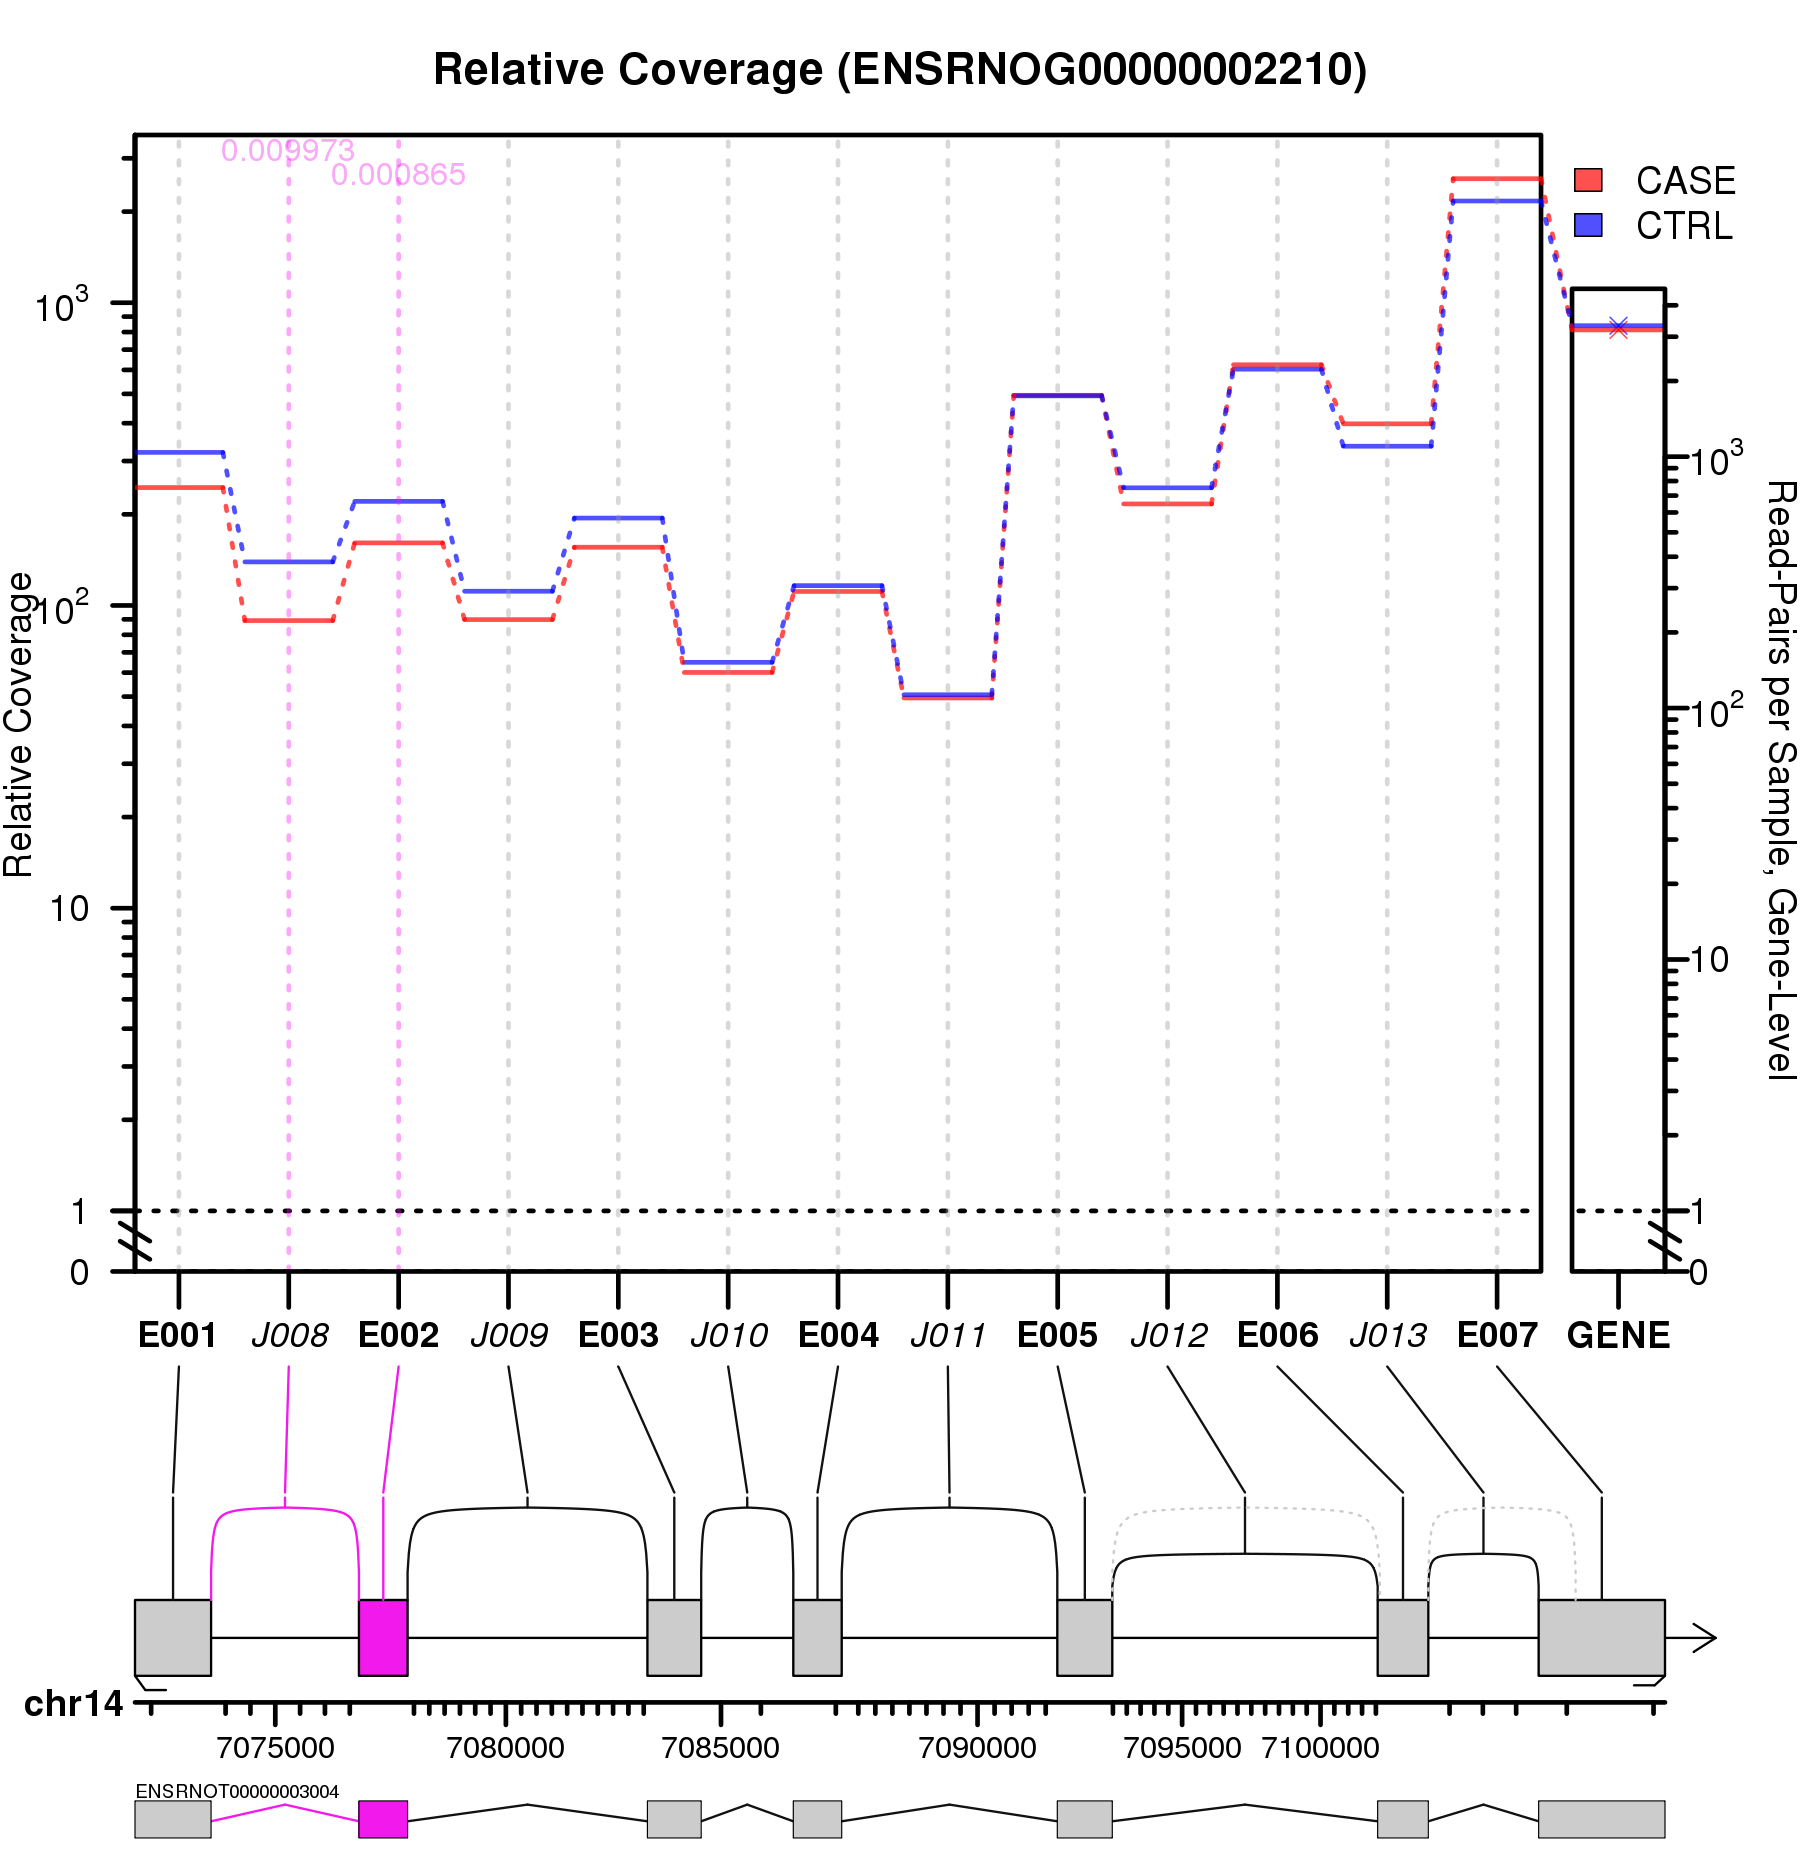 Relative Coverage (ENSRNOG00000002210)
0.009973
0.000865
CASE
CTRL
Relative Coverage
10³
10²
10
1
0
10³
10²
10
1
0
Read-Pairs per Sample, Gene-Level
E001 J008 E002 J009 E003 J010 E004 J011 E005 J012 E006 J013 E007 GENE
chr14
7075000 7080000 7085000 7090000 7095000 7100000
ENSRNOT00000003004